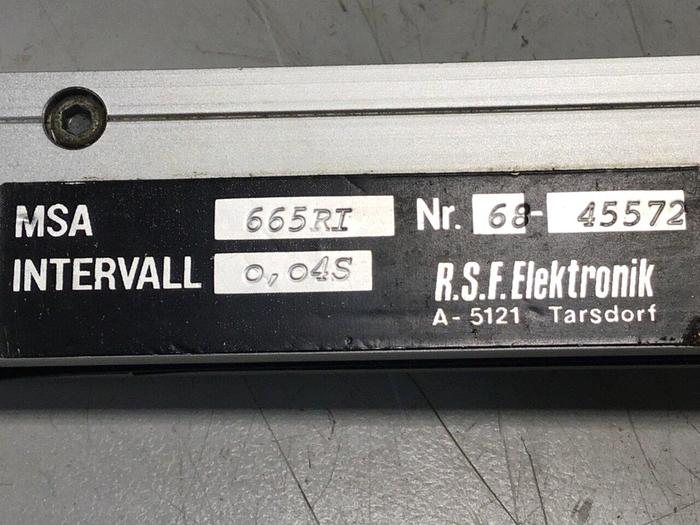 MSA 665RI Nr. 68- 45572
INTERVALL 0,04S
R.S.F. Elektronik
A- 5121 Tarsdorf